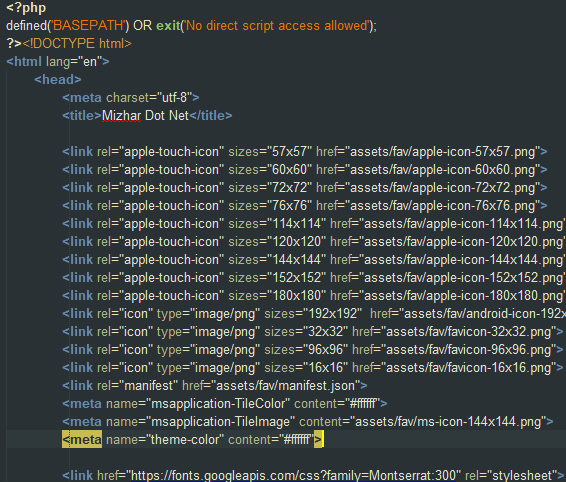 <?php
defined('BASEPATH') OR exit('No direct script access allowed');
?><!DOCTYPE html>
<html lang="en">
<head>
<meta charset="utf-8">
<title>Mizhar Dot Net</title>
<link rel="apple-touch-icon" sizes="57x57" href="assets/fav/apple-icon-57x57.png">
<link rel="apple-touch-icon" sizes="60x60" href="assets/fav/apple-icon-60x60.png">
<link rel="apple-touch-icon" sizes="72x72" href="assets/fav/apple-icon-72x72.png">
<link rel="apple-touch-icon" sizes="76x76" href="assets/fav/apple-icon-76x76.png">
<link rel="apple-touch-icon" sizes="114x114" href="assets/fav/apple-icon-114x114.png"
<link rel="apple-touch-icon" sizes="120x120" href="assets/fav/apple-icon-120x120.png"
<link rel="apple-touch-icon" sizes="144x144" href="assets/fav/apple-icon-144x144.png"
<link rel="apple-touch-icon" sizes="152x152" href="assets/fav/apple-icon-152x152.png"
<link rel="apple-touch-icon" sizes="180x180" href="assets/fav/apple-icon-180x180.png"
<link rel="icon" type="image/png" sizes="192x192"  href="assets/fav/android-icon-192x
<link rel="icon" type="image/png" sizes="32x32" href="assets/fav/favicon-32x32.png">
<link rel="icon" type="image/png" sizes="96x96" href="assets/fav/favicon-96x96.png">
<link rel="icon" type="image/png" sizes="16x16" href="assets/fav/favicon-16x16.png">
<link rel="manifest" href="assets/fav/manifest.json">
<meta name="msapplication-TileColor" content="#ffffff">
<meta name="msapplication-TileImage" content="assets/fav/ms-icon-144x144.png">
<meta name="theme-color" content="#ffffff">
<link href="https://fonts.googleapis.com/css?family=Montserrat:300" rel="stylesheet">